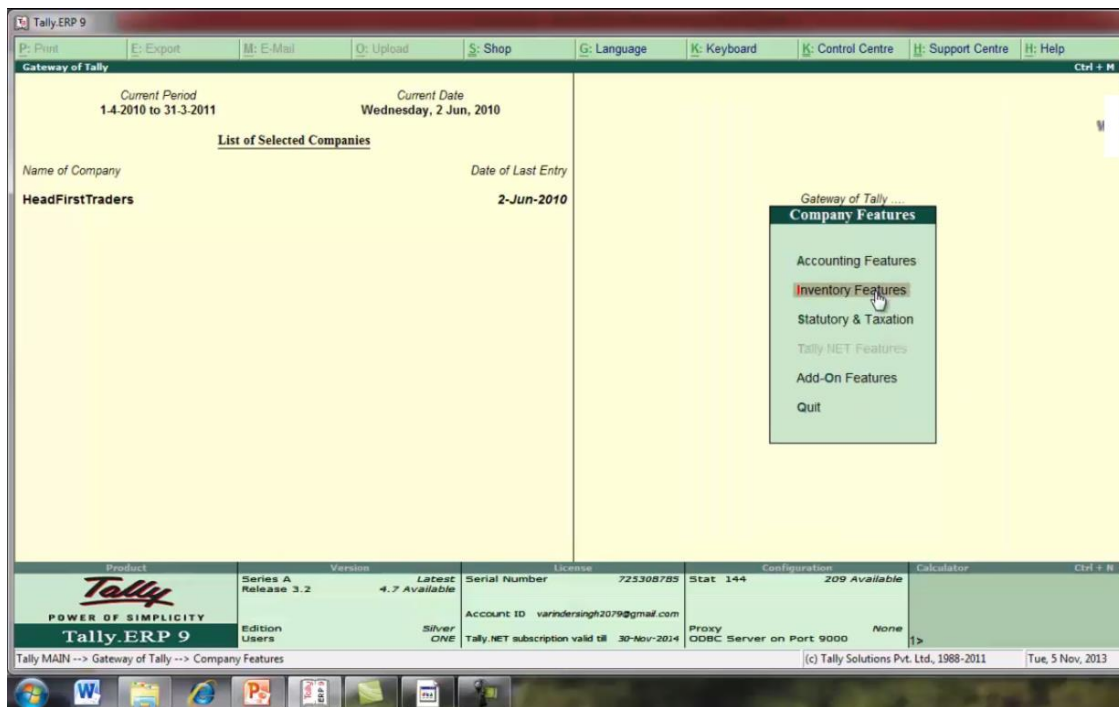 Tally.ERP 9
P: Print E: Export M: E-Mail O: Upload S: Shop G: Language K: Keyboard K: Control Centre H: Support Centre H: Help
Gateway of Tally Ctrl + M
Current Period Current Date
1-4-2010 to 31-3-2011 Wednesday, 2 Jun, 2010
List of Selected Companies
Name of Company Date of Last Entry
HeadFirstTraders 2-Jun-2010
Gateway of Tally ....
Company Features
Accounting Features
Inventory Features
Statutory & Taxation
Tally NET Features
Add-On Features
Quit
Product Version License Configuration Calculator Ctrl + N
Tally
POWER OF SIMPLICITY
Tally.ERP 9
Series A Latest
Release 3.2 4.7 Available
Edition Silver
Users ONE
Serial Number 725308785
Account ID varindersingh2079@gmail.com
Tally.NET subscription valid till 30-Nov-2014
Stat 144 209 Available
Proxy None
ODBC Server on Port 9000
1>
Tally MAIN --> Gateway of Tally --> Company Features (c) Tally Solutions Pvt. Ltd., 1988-2011 Tue, 5 Nov, 2013